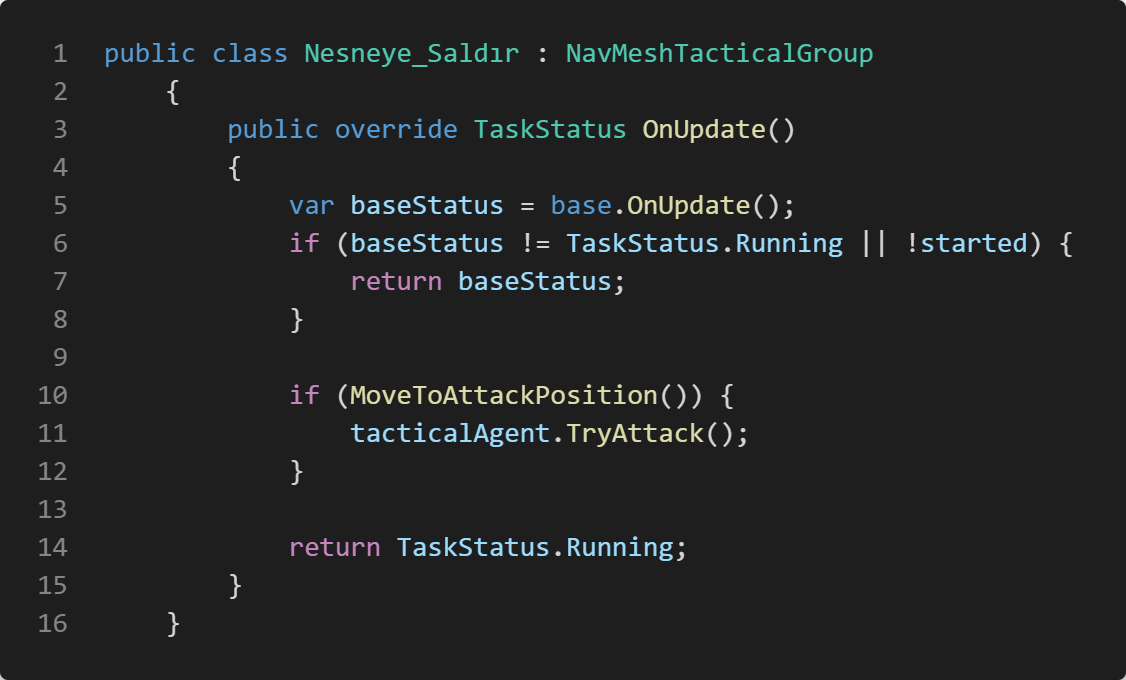 1 public class Nesneye_Saldır : NavMeshTacticalGroup
2     {
3         public override TaskStatus OnUpdate()
4         {
5             var baseStatus = base.OnUpdate();
6             if (baseStatus != TaskStatus.Running || !started) {
7                 return baseStatus;
8             }
9
10             if (MoveToAttackPosition()) {
11                 tacticalAgent.TryAttack();
12             }
13
14             return TaskStatus.Running;
15         }
16     }